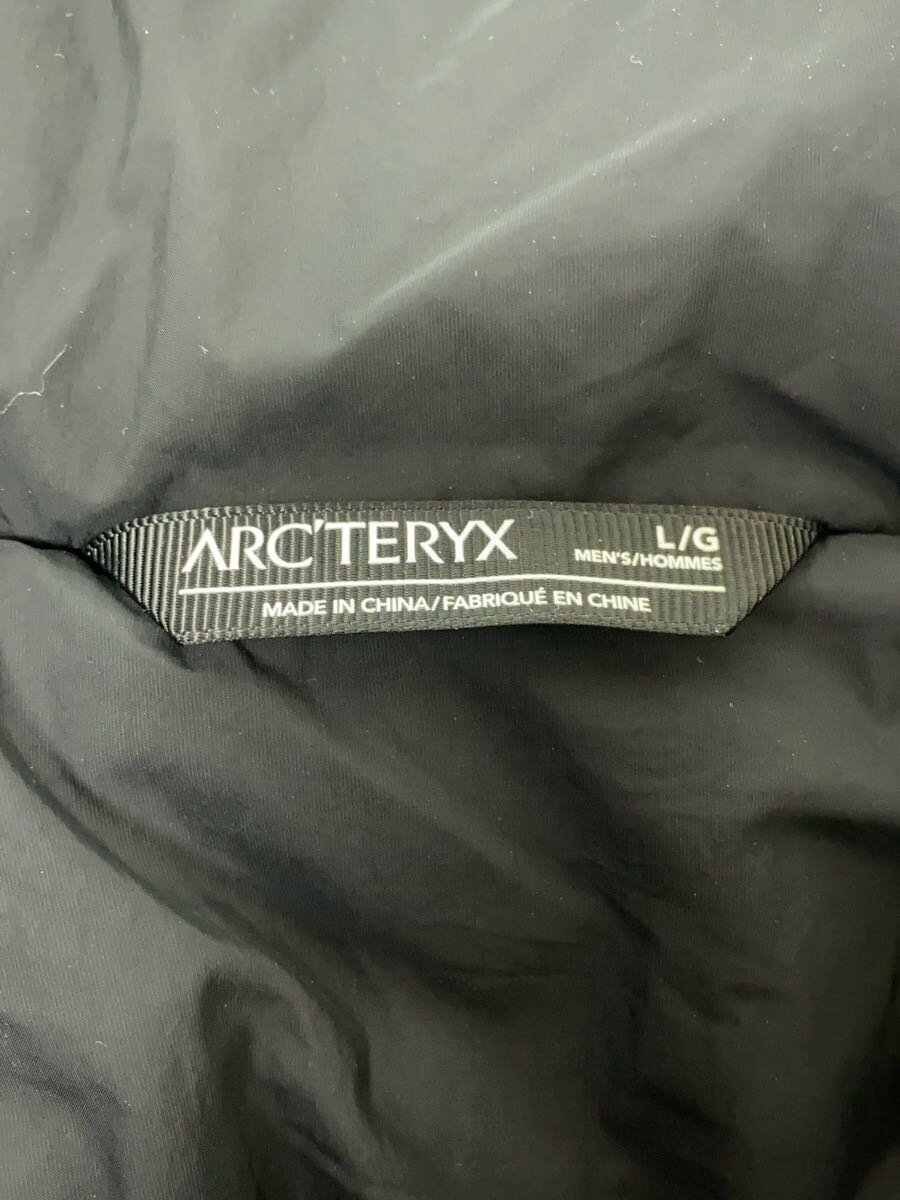 ARC'TERYX
L/G
MEN'S/HOMMES
MADE IN CHINA/FABRIQUÉ EN CHINE